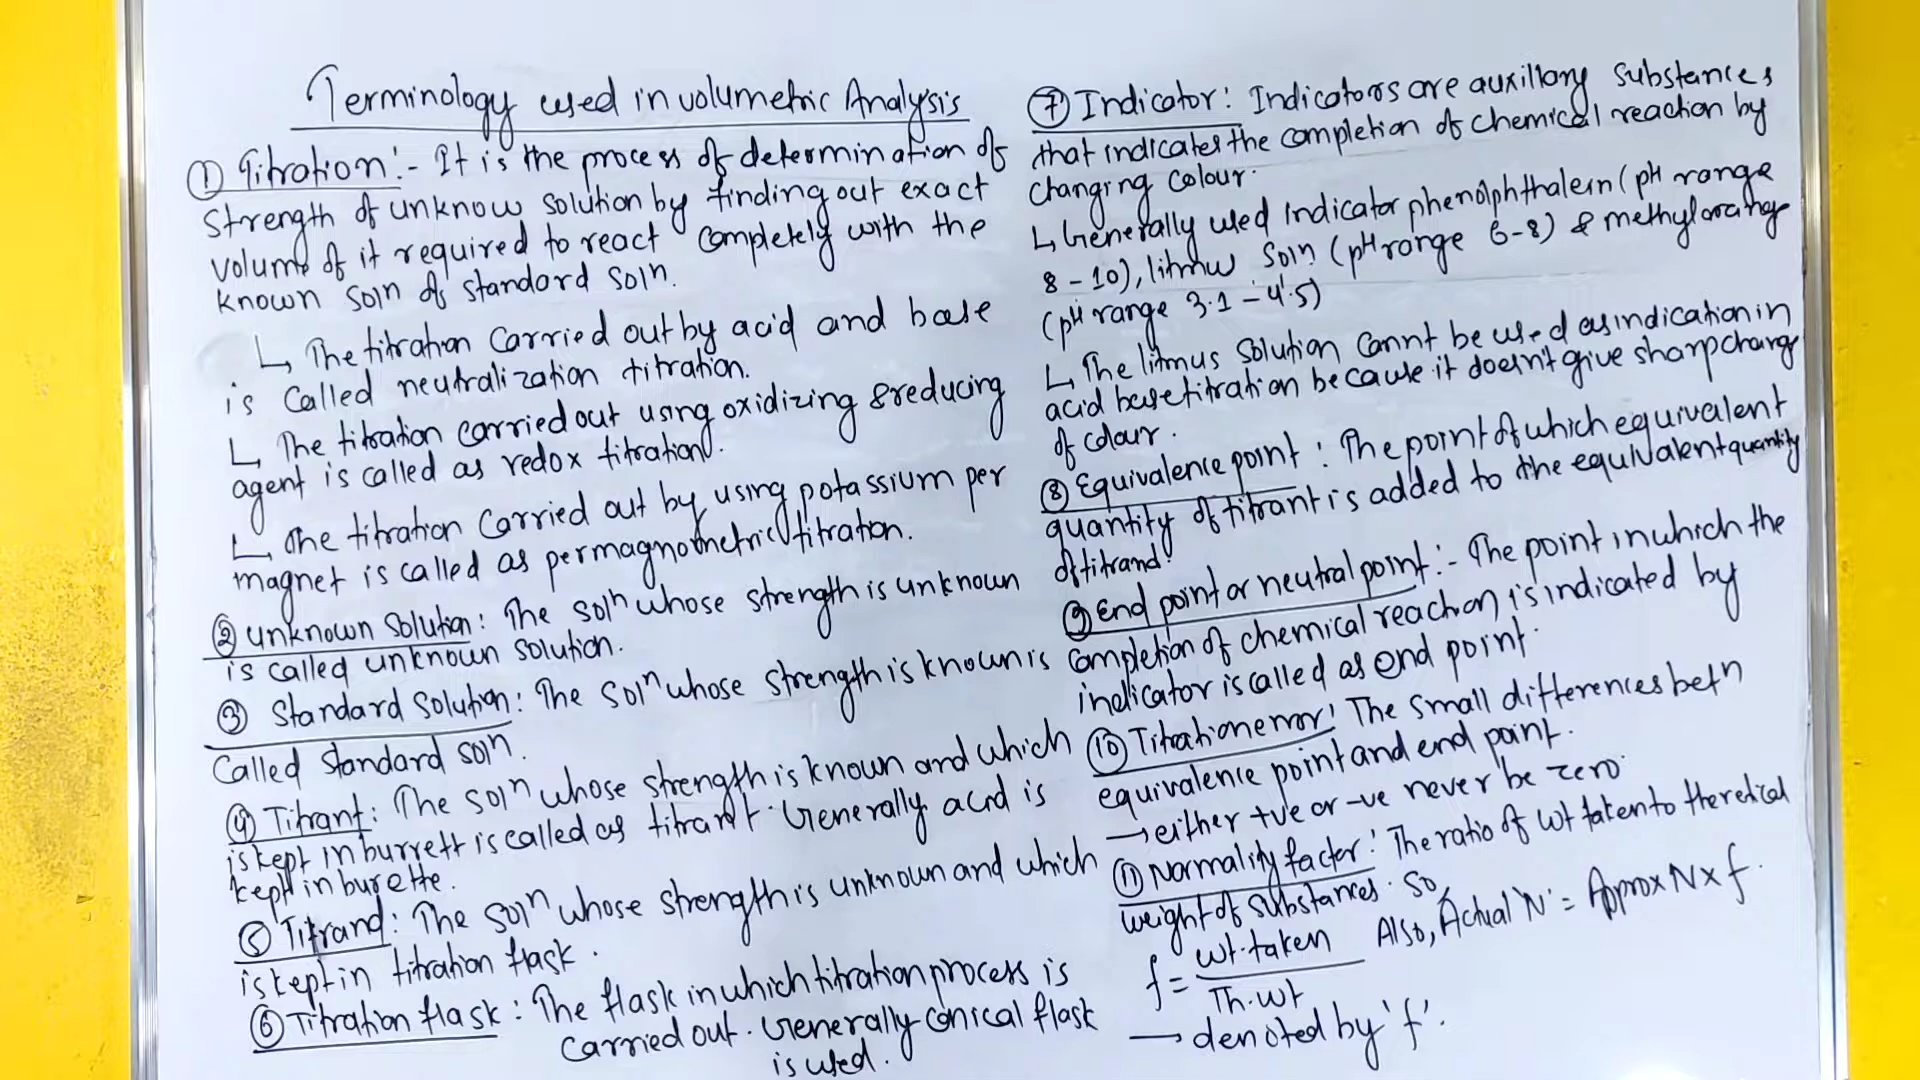 Terminology used in volumetric Analysis
① Titration:- It is the process of determination of
strength of unknow solution by finding out exact
volume of it required to react completely with the
known soln of standard soln.
↳ The titration carried out by acid and base
is called neutralization titration.
↳ The titration carried out using oxidizing & reducing
agent is called as redox titration.
↳ The titration carried out by using potassium per
magnet is called as permagnometric titration.
② unknown solution: The soln whose strength is unknown
is called unknown solution.
③ Standard solution: The soln whose strength is known is
called standard soln.
④ Titrant: The soln whose strength is known and which
is kept in burrett is called as titrant. Generally acid is
kept in burette.
⑤ Titrand: The soln whose strength is unknown and which
is kept in titration flask.
⑥ Titration flask: The flask in which titration process is
carried out. Generally conical flask
is used.
⑦ Indicator: Indicators are auxillary substances
that indicates the completion of chemical reaction by
changing colour.
↳ Generally used indicator phenolphthalein (pH range
8-10), litmus soln (pH range 6-8) & methyl orange
(pH range 3.1-4.5)
↳ The litmus solution cannt be used as indication in
acid base titration because it doesn't give sharp change
of colour.
⑧ Equivalence point: The point of which equivalent
quantity of titrant is added to the equivalent quantity
of titrand.
⑨ End point or neutral point:- The point in which the
completion of chemical reaction is indicated by
indicator is called as end point.
⑩ Titration error: The small differences betn
equivalence point and end point.
→ either +ve or -ve never be zero.
⑪ Normality factor: The ratio of wt taken to theretical
weight of substances. So,
f = wt. taken / Th. wt Also, Actual 'N' = Approx N x f.
→ denoted by 'f'.